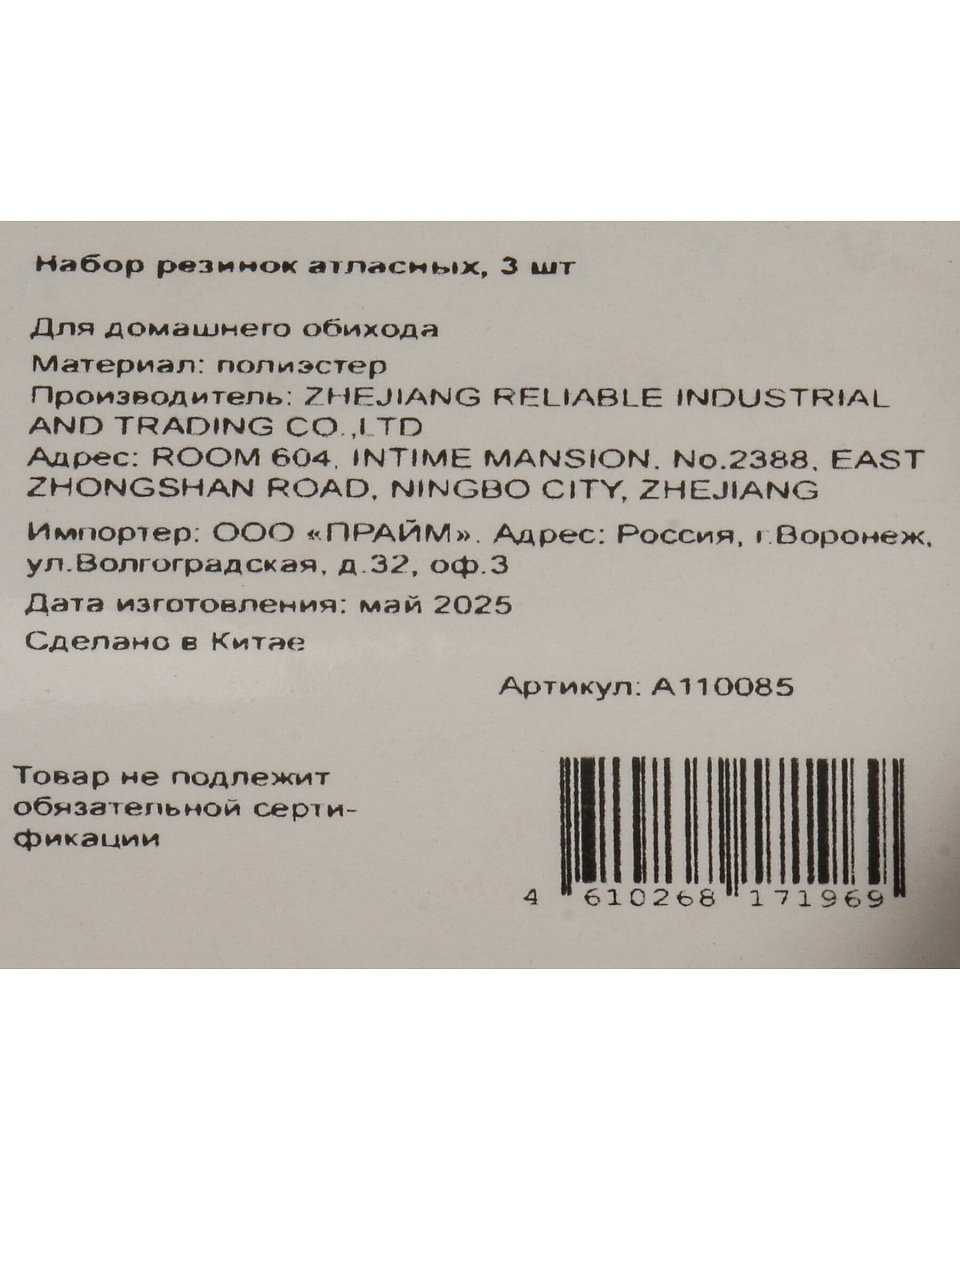 Набор резинок атласных, 3 шт
Для домашнего обихода
Материал: полиэстер
Производитель: ZHEJIANG RELIABLE INDUSTRIAL
AND TRADING CO.,LTD
Адрес: ROOM 604, INTIME MANSION, No.2388, EAST
ZHONGSHAN ROAD, NINGBO CITY, ZHEJIANG
Импортер: ООО «ПРАЙМ». Адрес: Россия, г.Воронеж,
ул.Волгоградская, д.32, оф.3
Дата изготовления: май 2025
Сделано в Китае
Артикул: A110085
Товар не подлежит
обязательной серти-
фикации
4 610268 171969